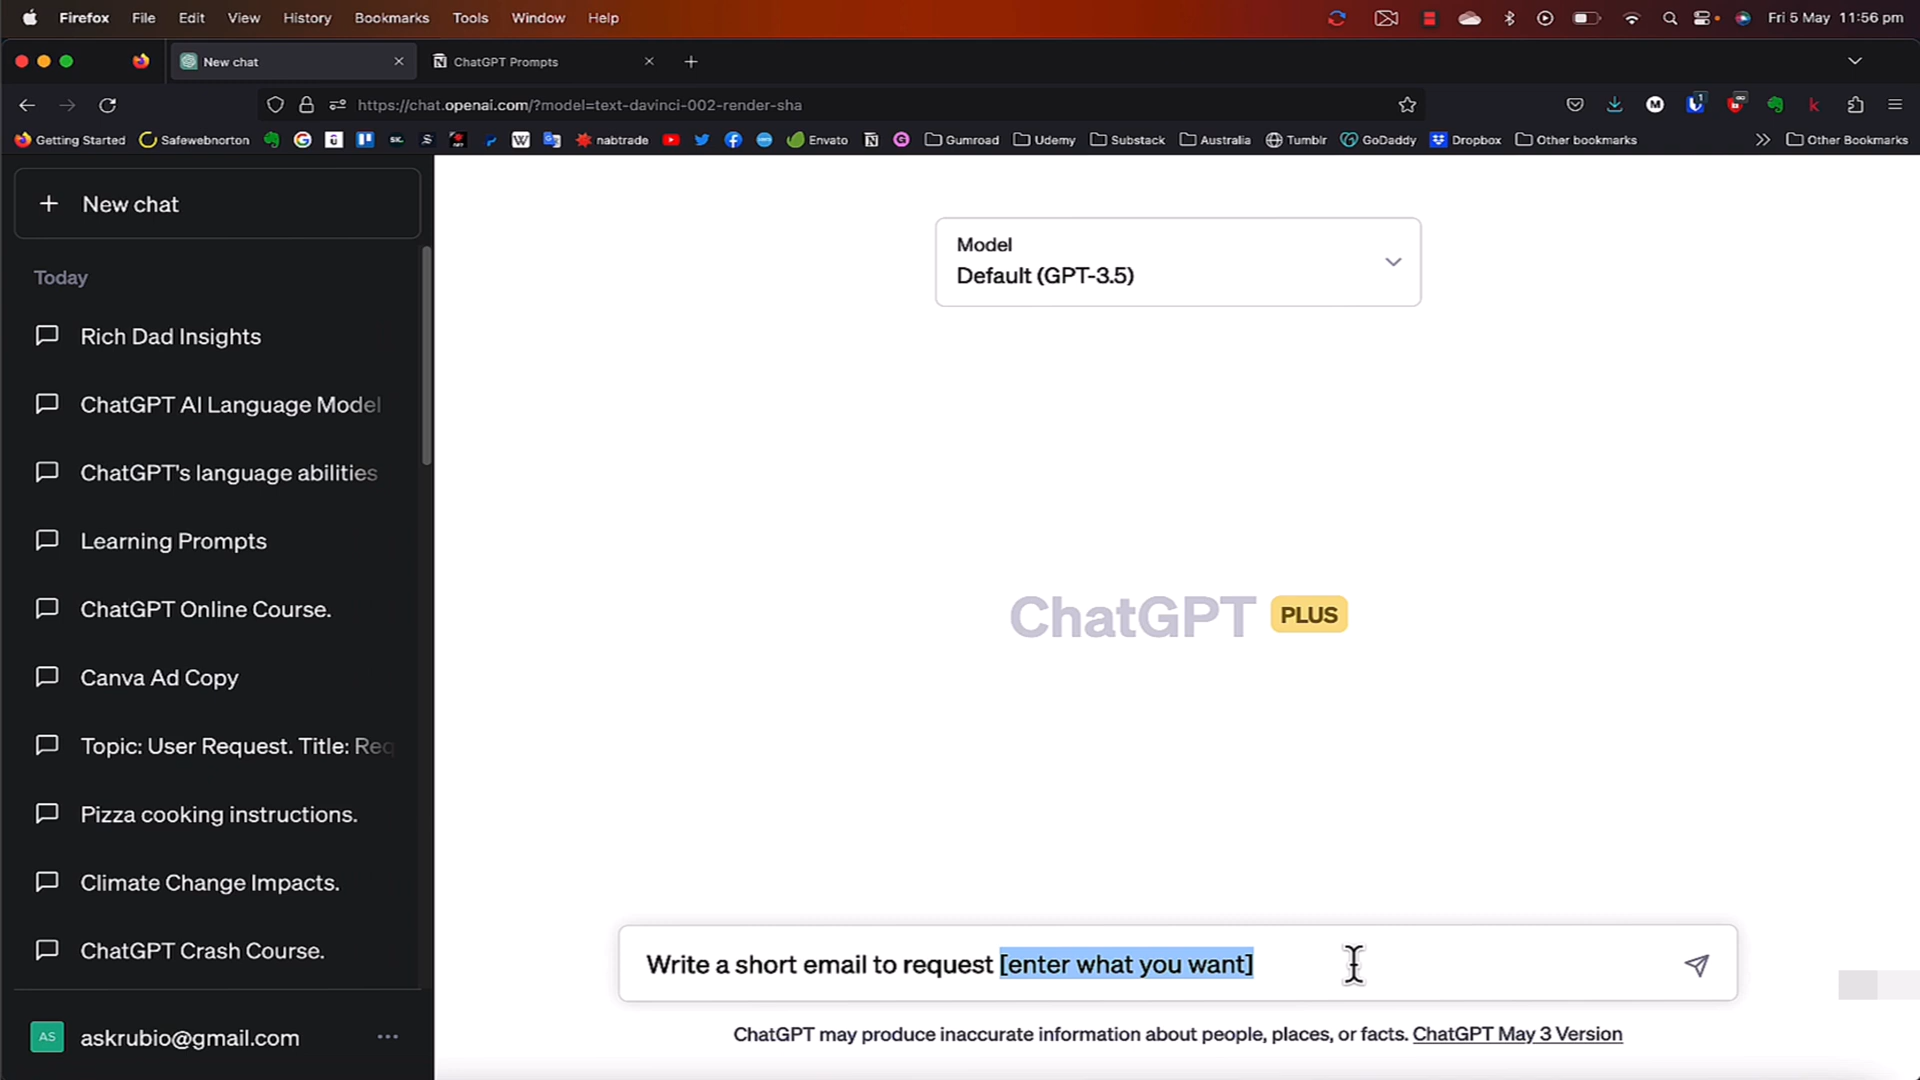 Firefox File Edit View History Bookmarks Tools Window Help Fri 5 May 11:56 pm
New chat ChatGPT Prompts
https://chat.openai.com/?model=text-davinci-002-render-sha
Getting Started Safewebnorton nabtrade Envato Gumroad Udemy Substack Australia Tumblr GoDaddy Dropbox Other bookmarks Other Bookmarks
New chat
Today
Rich Dad Insights
ChatGPT AI Language Model
ChatGPT's language abilities
Learning Prompts
ChatGPT Online Course.
Canva Ad Copy
Topic: User Request. Title: Req
Pizza cooking instructions.
Climate Change Impacts.
ChatGPT Crash Course.
AS askrubio@gmail.com
Model
Default (GPT-3.5)
ChatGPT PLUS
Write a short email to request [enter what you want]
ChatGPT may produce inaccurate information about people, places, or facts. ChatGPT May 3 Version